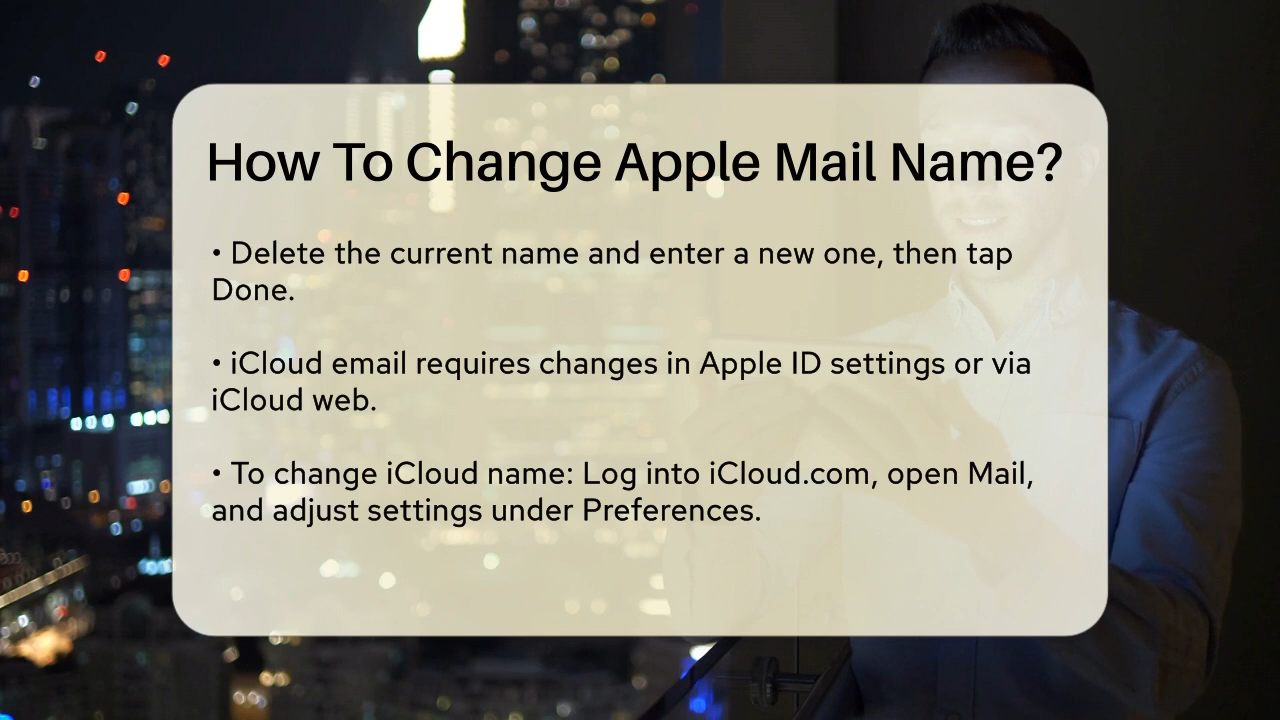 How To Change Apple Mail Name?
• Delete the current name and enter a new one, then tap
Done.
• iCloud email requires changes in Apple ID settings or via
iCloud web.
• To change iCloud name: Log into iCloud.com, open Mail,
and adjust settings under Preferences.